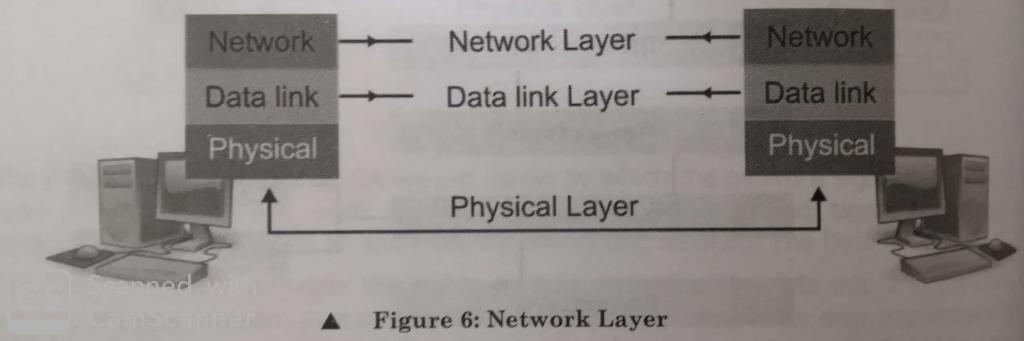 Network Network Layer Network
Data link Data link Layer Data link
Physical Physical
Physical Layer
CS Scanned with
CamScanner
▲ Figure 6: Network Layer